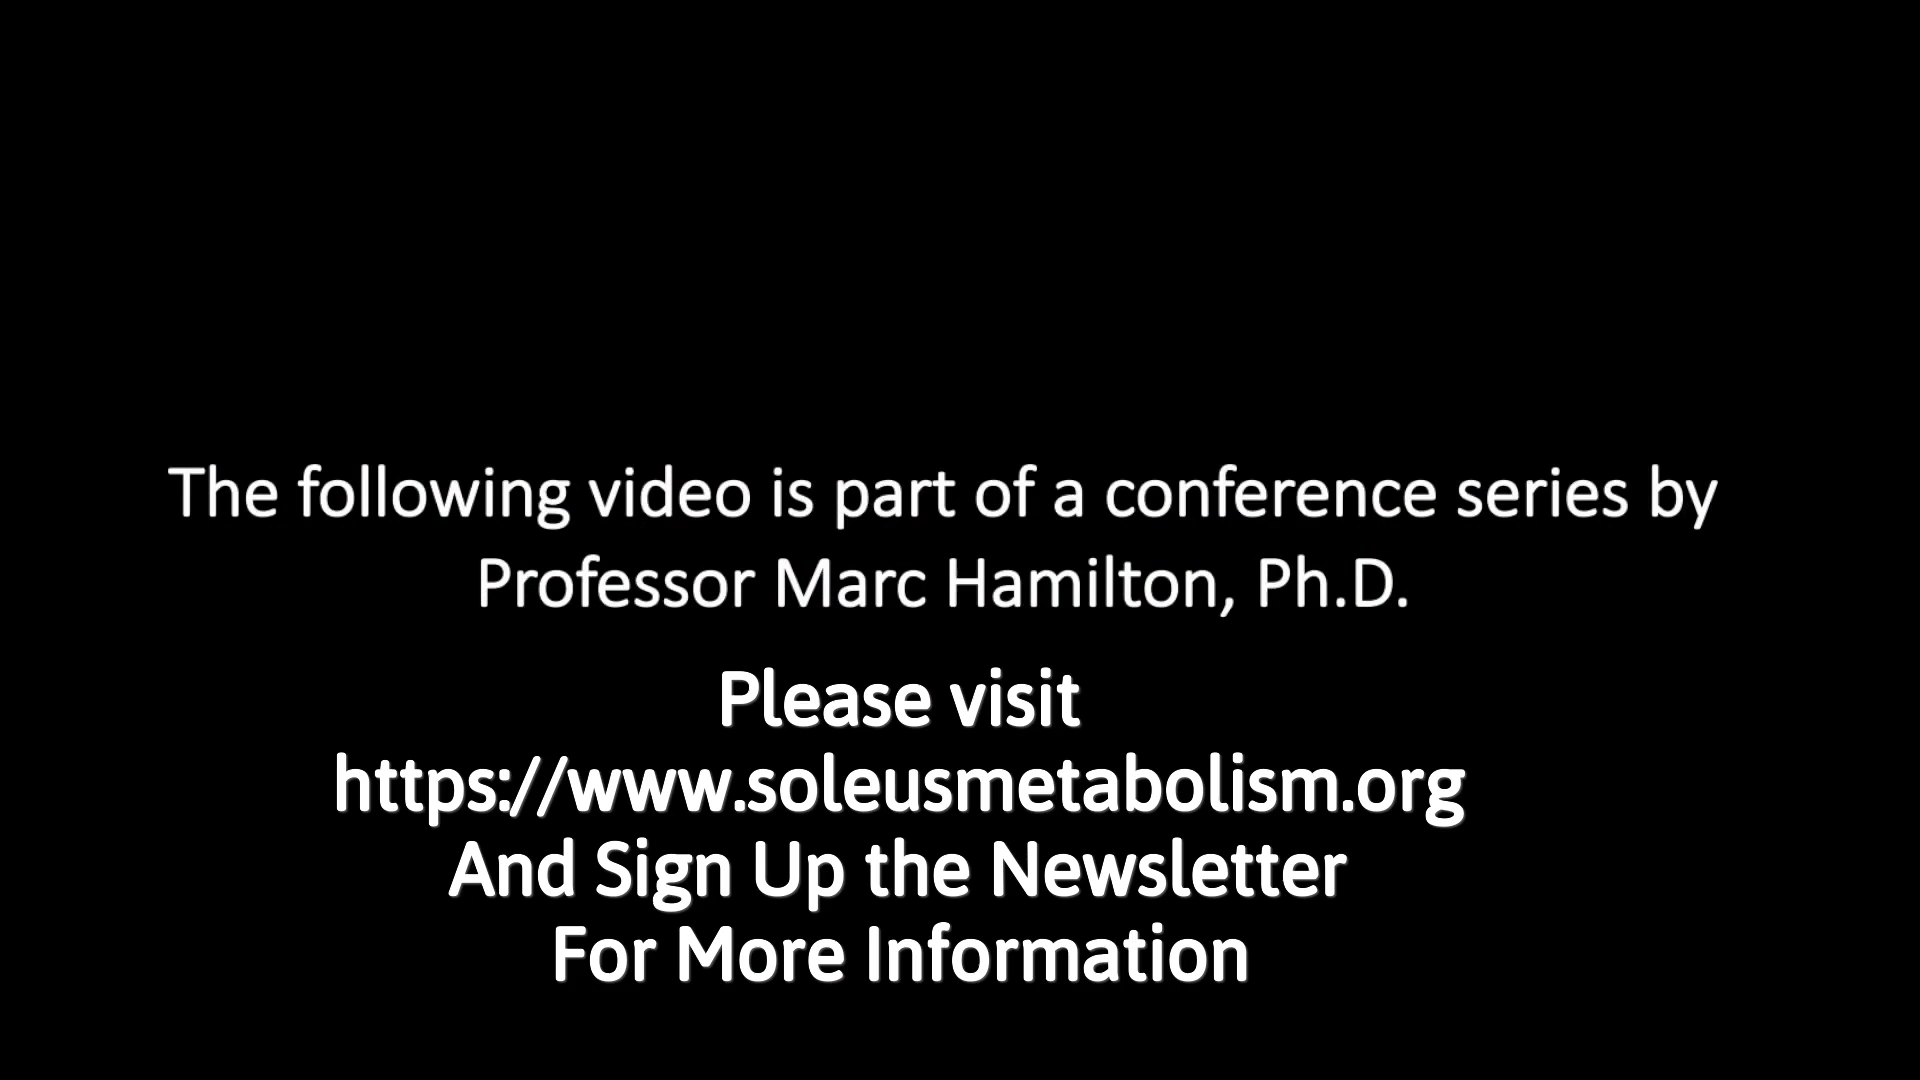 The following video is part of a conference series by
Professor Marc Hamilton, Ph.D.
Please visit
https://www.soleusmetabolism.org
And Sign Up the Newsletter
For More Information